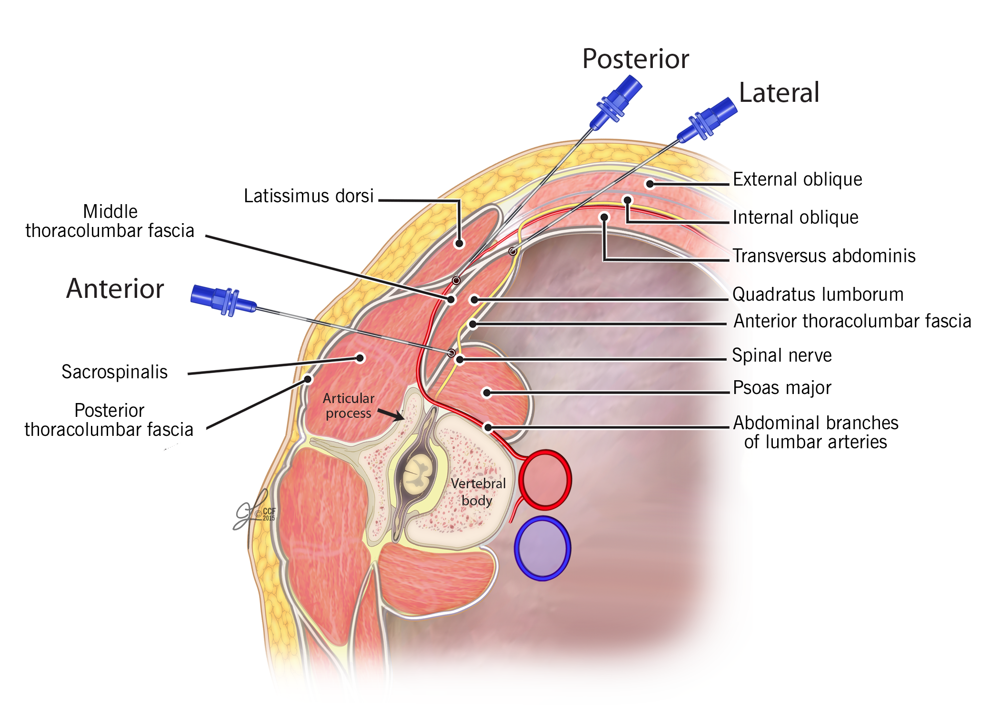 Posterior
Lateral
External oblique
Latissimus dorsi
Middle
thoracolumbar fascia
Internal oblique
Transversus abdominis
Anterior
Quadratus lumborum
Anterior thoracolumbar fascia
Spinal nerve
Sacrospinalis
Psoas major
Articular
process
Posterior
thoracolumbar fascia
Abdominal branches
of lumbar arteries
Vertebral
body
©CCF
2015